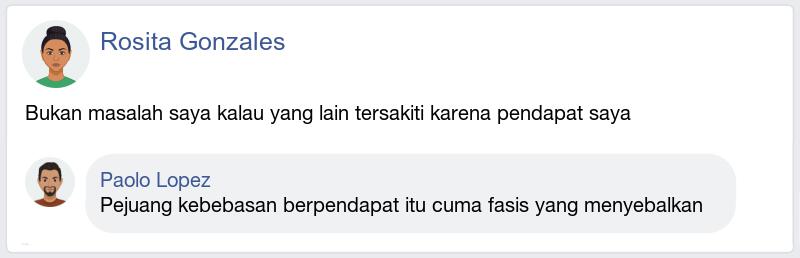 Rosita Gonzales
Bukan masalah saya kalau yang lain tersakiti karena pendapat saya
Paolo Lopez
Pejuang kebebasan berpendapat itu cuma fasis yang menyebalkan